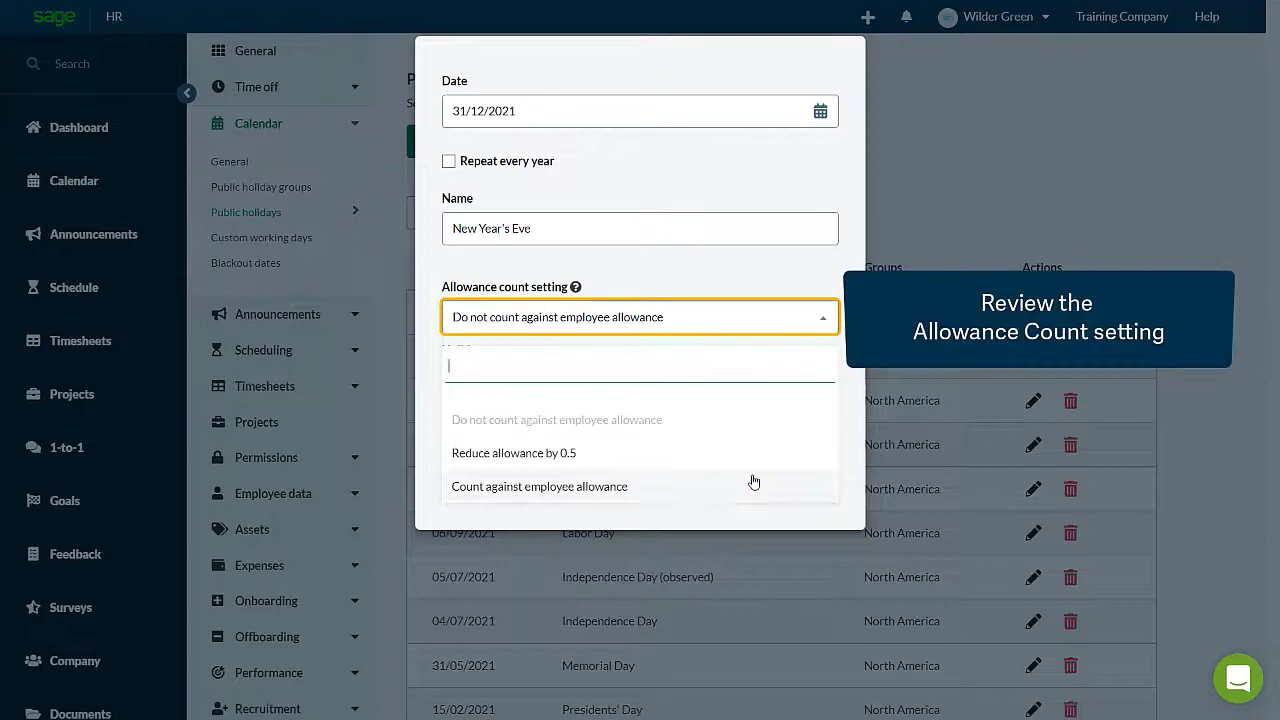 sage HR
Wilder Green
Training Company
Help
Search
Dashboard
Calendar
Announcements
Schedule
Timesheets
Projects
1-to-1
Goals
Feedback
Surveys
Company
Documents
General
Time off
Calendar
General
Public holiday groups
Public holidays
Custom working days
Blackout dates
Announcements
Scheduling
Timesheets
Projects
Permissions
Employee data
Assets
Expenses
Onboarding
Offboarding
Performance
Recruitment
Date
31/12/2021
Repeat every year
Name
New Year's Eve
Allowance count setting
Do not count against employee allowance
Do not count against employee allowance
Reduce allowance by 0.5
Count against employee allowance
Review the
Allowance Count setting
Groups Actions
North America
North America
North America
06/09/2021 Labor Day North America
05/07/2021 Independence Day (observed) North America
04/07/2021 Independence Day North America
31/05/2021 Memorial Day North America
15/02/2021 Presidents' Day North America